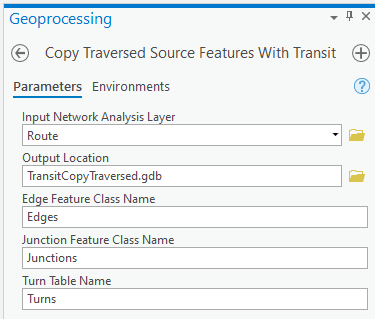 Geoprocessing
Copy Traversed Source Features With Transit
Parameters Environments
Input Network Analysis Layer
Route
Output Location
TransitCopyTraversed.gdb
Edge Feature Class Name
Edges
Junction Feature Class Name
Junctions
Turn Table Name
Turns